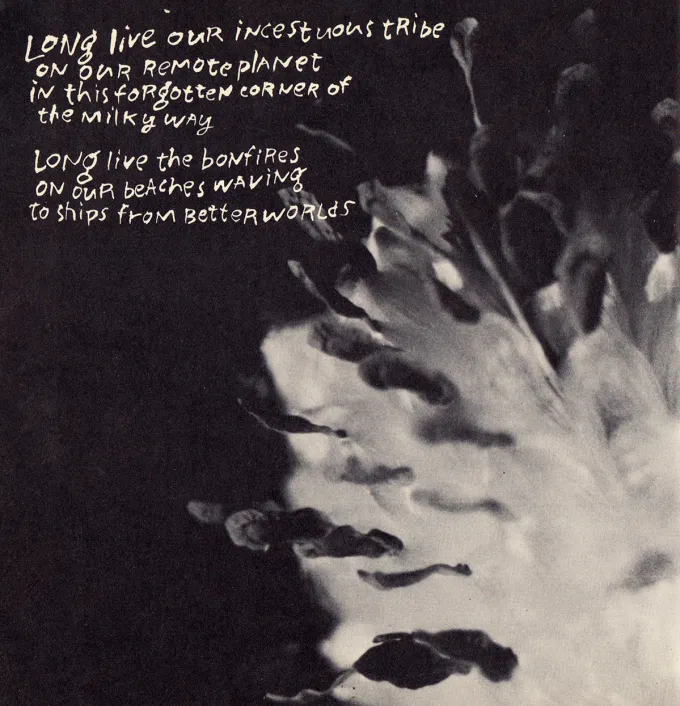 Long live our incestuous tribe
on our remote planet
in this forgotten corner of
the milky way
Long live the bonfires
on our beaches waving
to ships from better worlds